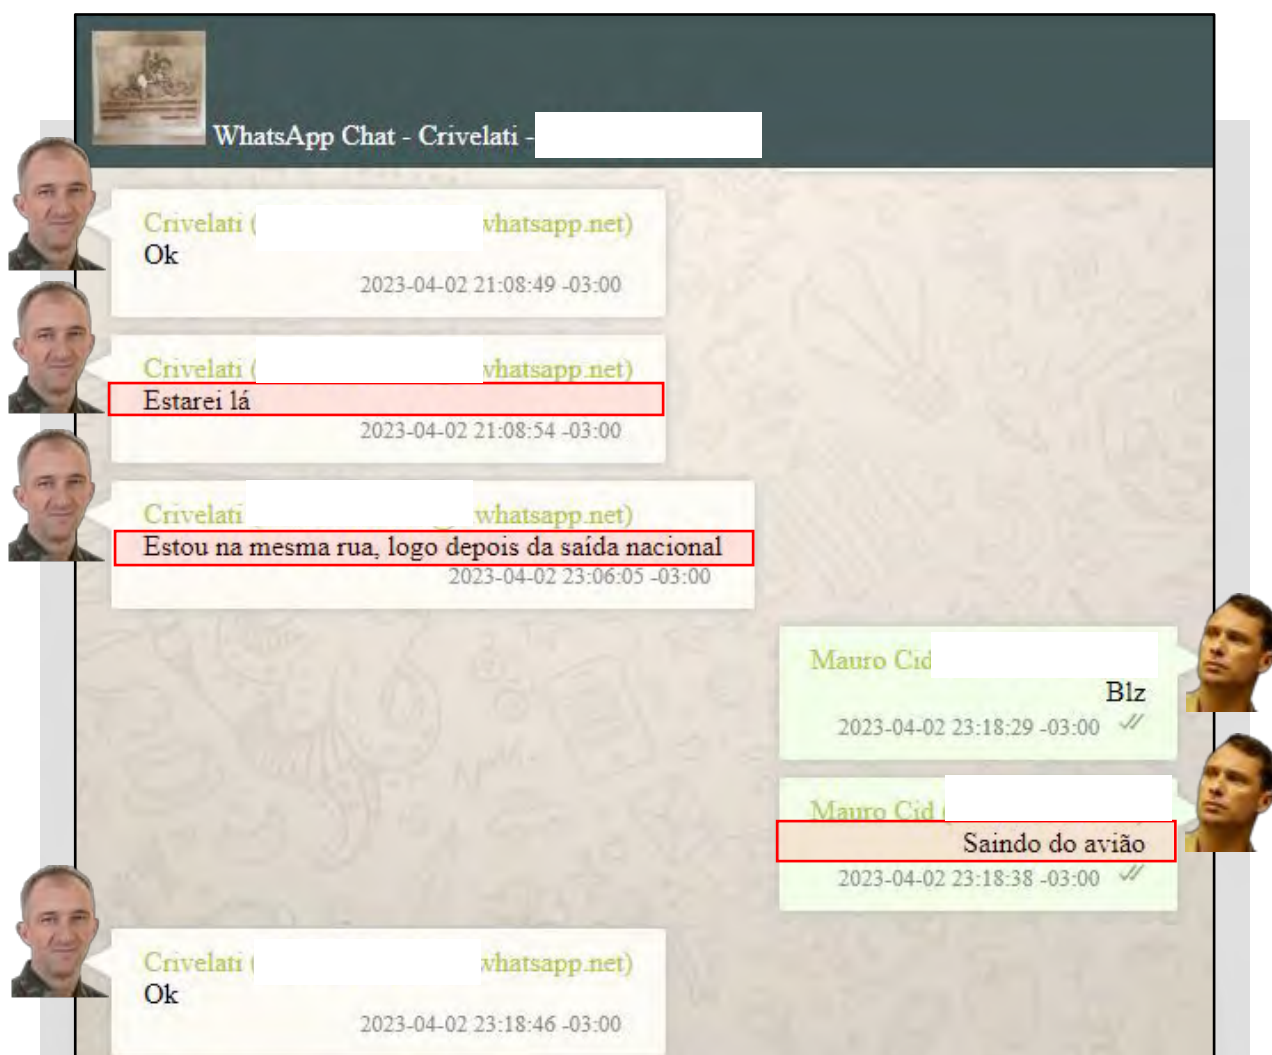 WhatsApp Chat - Crivelati -
Crivelati (
whatsapp.net)
Ok
2023-04-02 21:08:49 -03:00
Crivelati (
whatsapp.net)
Estarei lá
2023-04-02 21:08:54 -03:00
Crivelati
whatsapp.net)
Estou na mesma rua, logo depois da saída nacional
2023-04-02 23:06:05 -03:00
Mauro Cid
Blz
2023-04-02 23:18:29 -03:00
Mauro Cid (
Saindo do avião
2023-04-02 23:18:38 -03:00
Crivelati (
whatsapp.net)
Ok
2023-04-02 23:18:46 -03:00